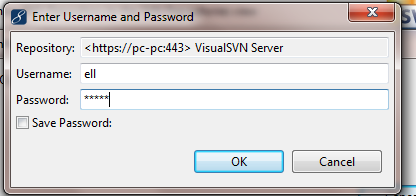 Enter Username and Password
Repository: <https://pc-pc:443> VisualSVN Server
Username: ell
Password: *****
Save Password:
OK Cancel